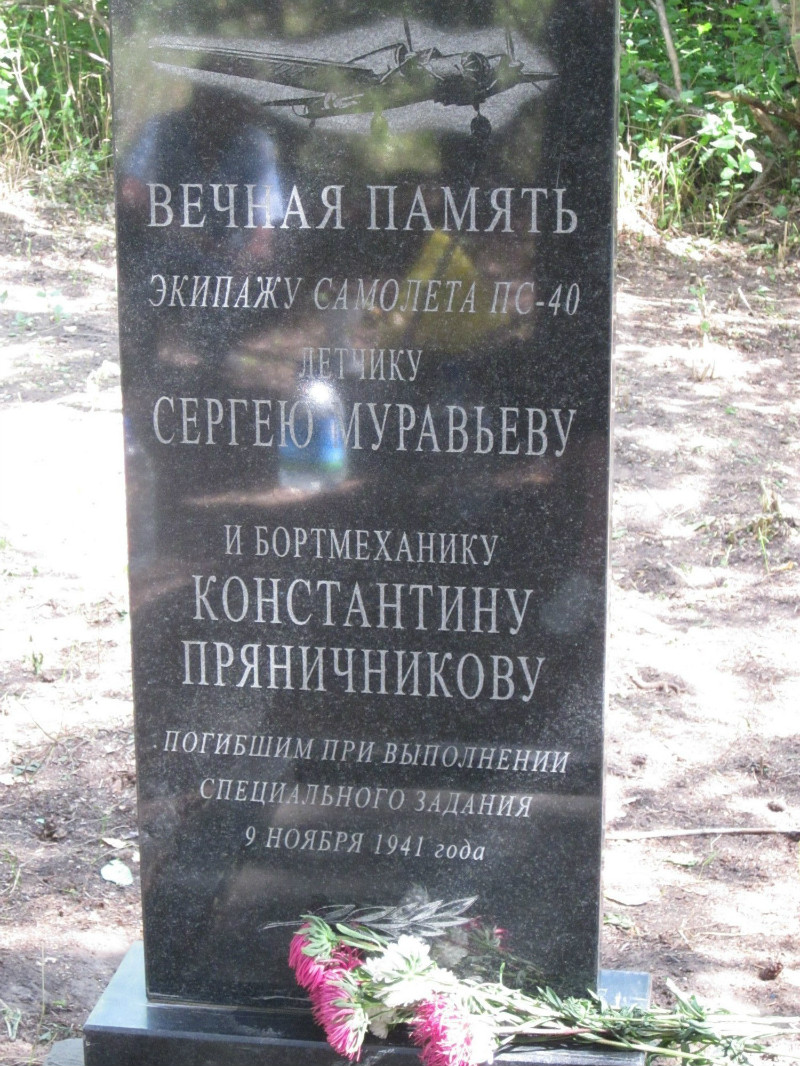 ВЕЧНАЯ ПАМЯТЬ
ЭКИПАЖУ САМОЛЕТА ПС-40
ЛЕТЧИКУ
СЕРГЕЮ МУРАВЬЕВУ
И БОРТМЕХАНИКУ
КОНСТАНТИНУ
ПРЯНИЧНИКОВУ
ПОГИБШИМ ПРИ ВЫПОЛНЕНИИ
СПЕЦИАЛЬНОГО ЗАДАНИЯ
9 НОЯБРЯ 1941 года